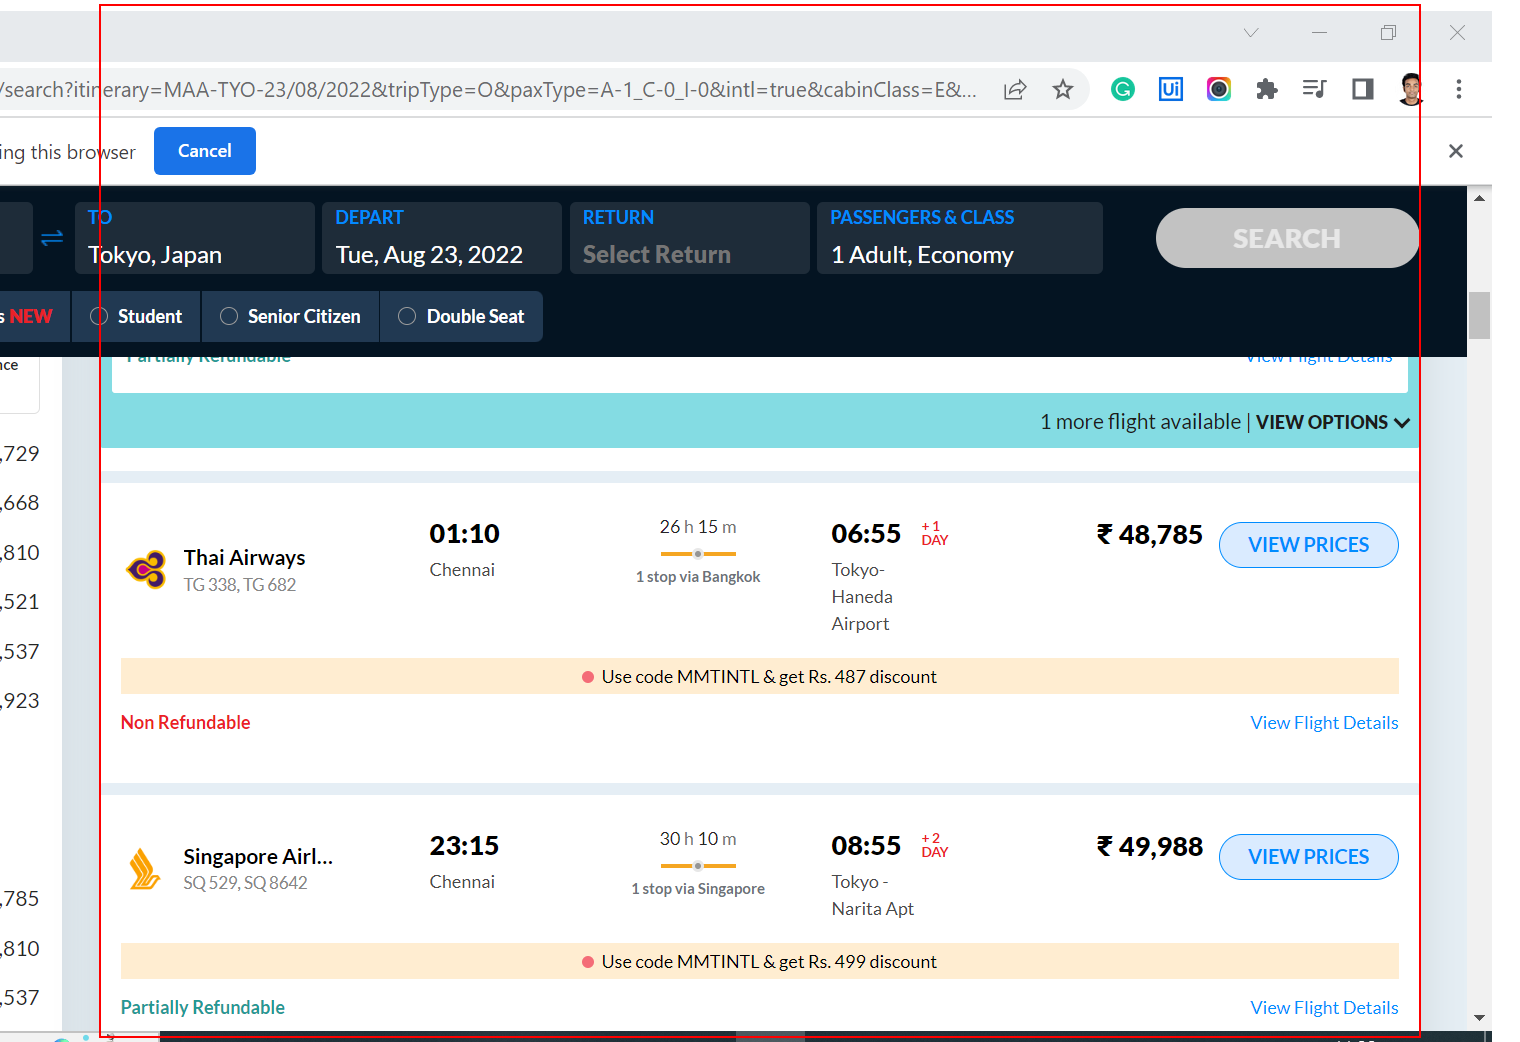 /search?itinerary=MAA-TYO-23/08/2022&tripType=O&paxType=A-1_C-0_I-0&intl=true&cabinClass=E&...
Ui
ing this browser
Cancel
TO
DEPART
RETURN
PASSENGERS & CLASS
Tokyo, Japan
Tue, Aug 23, 2022
Select Return
1 Adult, Economy
SEARCH
s NEW
Student
Senior Citizen
Double Seat
Partially Refundable
View Flight Details
nce
1 more flight available | VIEW OPTIONS
,729
,668
,810
,521
,537
,923
,785
,810
,537
Thai Airways
TG 338, TG 682
01:10
Chennai
26 h 15 m
1 stop via Bangkok
06:55
+1
DAY
Tokyo-
Haneda
Airport
₹ 48,785
VIEW PRICES
Use code MMTINTL & get Rs. 487 discount
Non Refundable
View Flight Details
Singapore Airl...
SQ 529, SQ 8642
23:15
Chennai
30 h 10 m
1 stop via Singapore
08:55
+2
DAY
Tokyo -
Narita Apt
₹ 49,988
VIEW PRICES
Use code MMTINTL & get Rs. 499 discount
Partially Refundable
View Flight Details